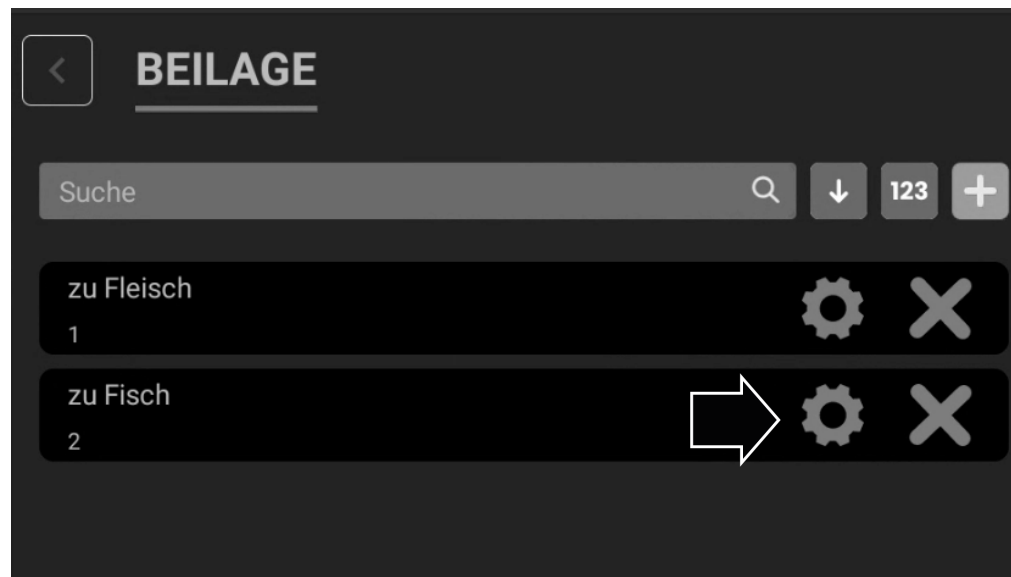 BEILAGE
Suche
123
zu Fleisch
1
zu Fisch
2